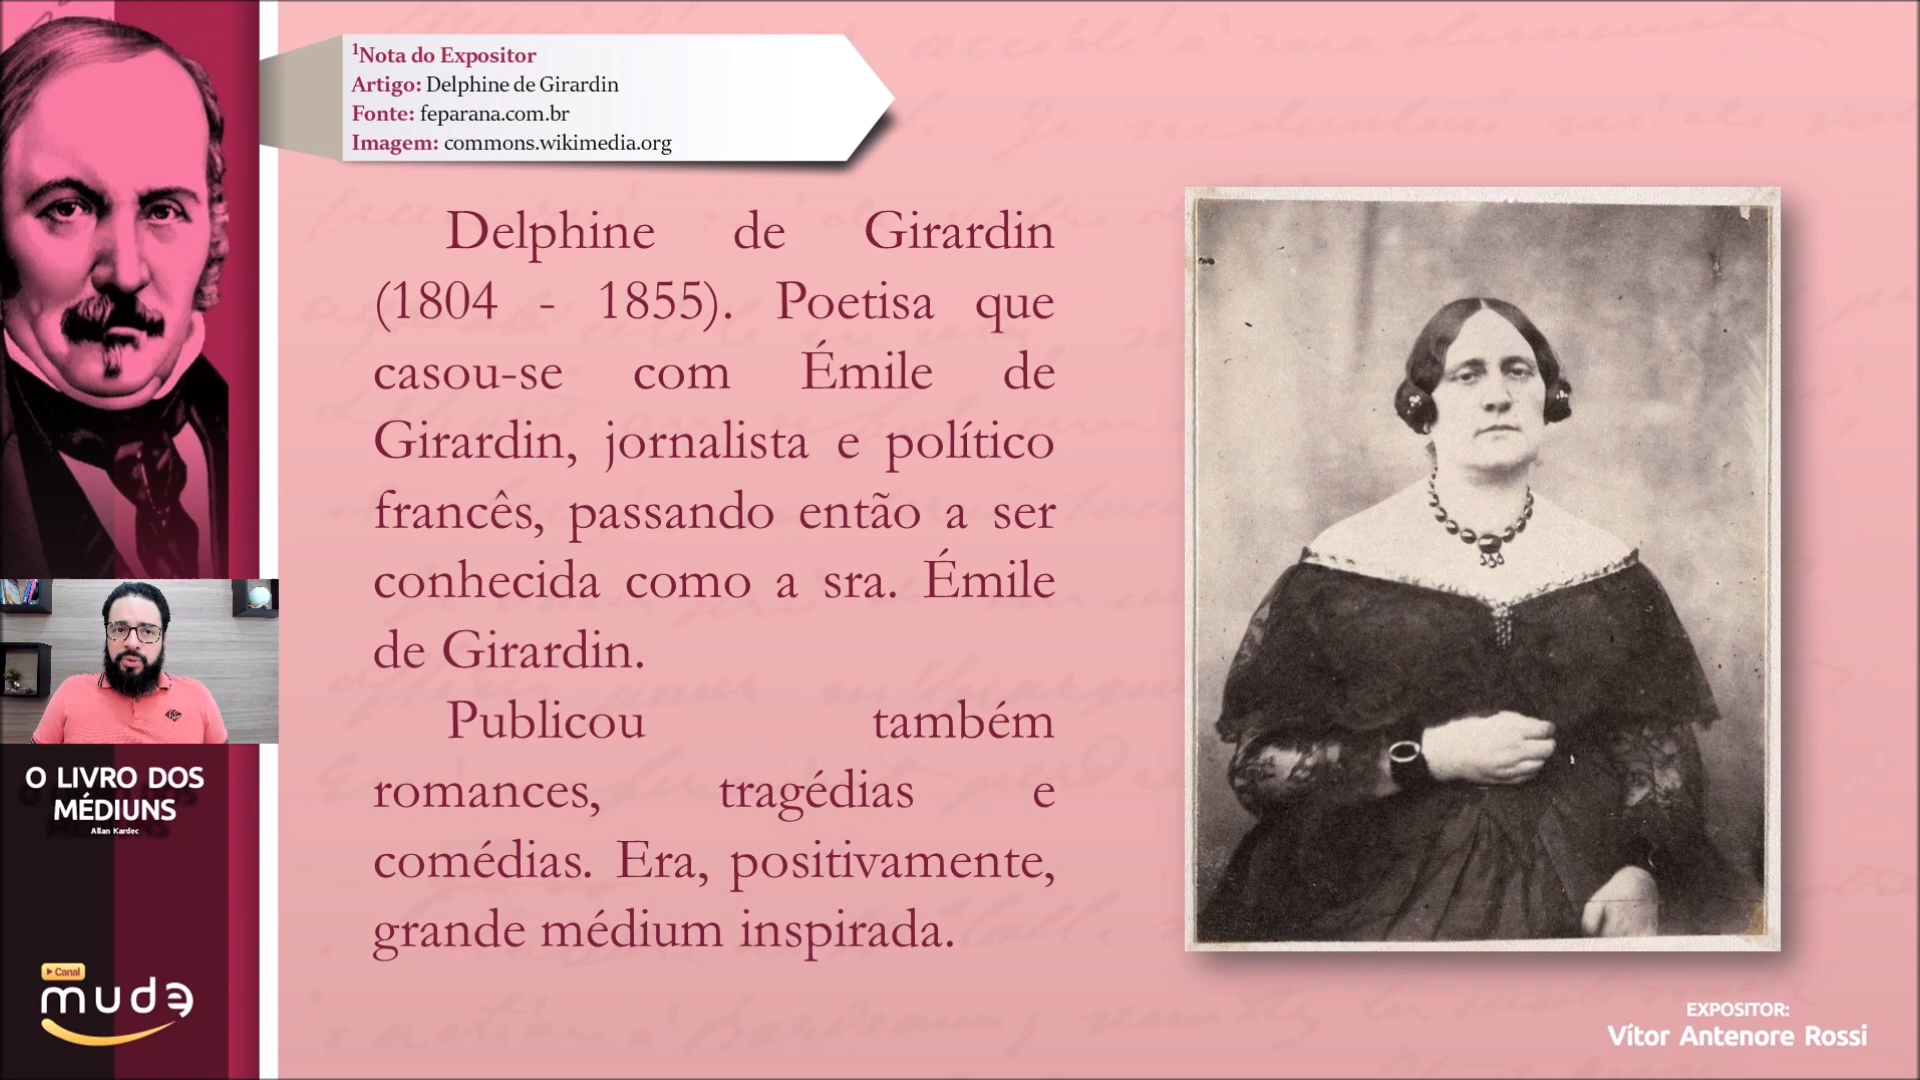 ¹Nota do Expositor
Artigo: Delphine de Girardin
Fonte: feparana.com.br
Imagem: commons.wikimedia.org
Delphine de Girardin
(1804 - 1855). Poetisa que
casou-se com Émile de
Girardin, jornalista e político
francês, passando então a ser
conhecida como a sra. Émile
de Girardin.
Publicou também
romances, tragédias e
comédias. Era, positivamente,
grande médium inspirada.
O LIVRO DOS
MÉDIUNS
Allan Kardec
Canal
mude
EXPOSITOR:
Vítor Antenore Rossi